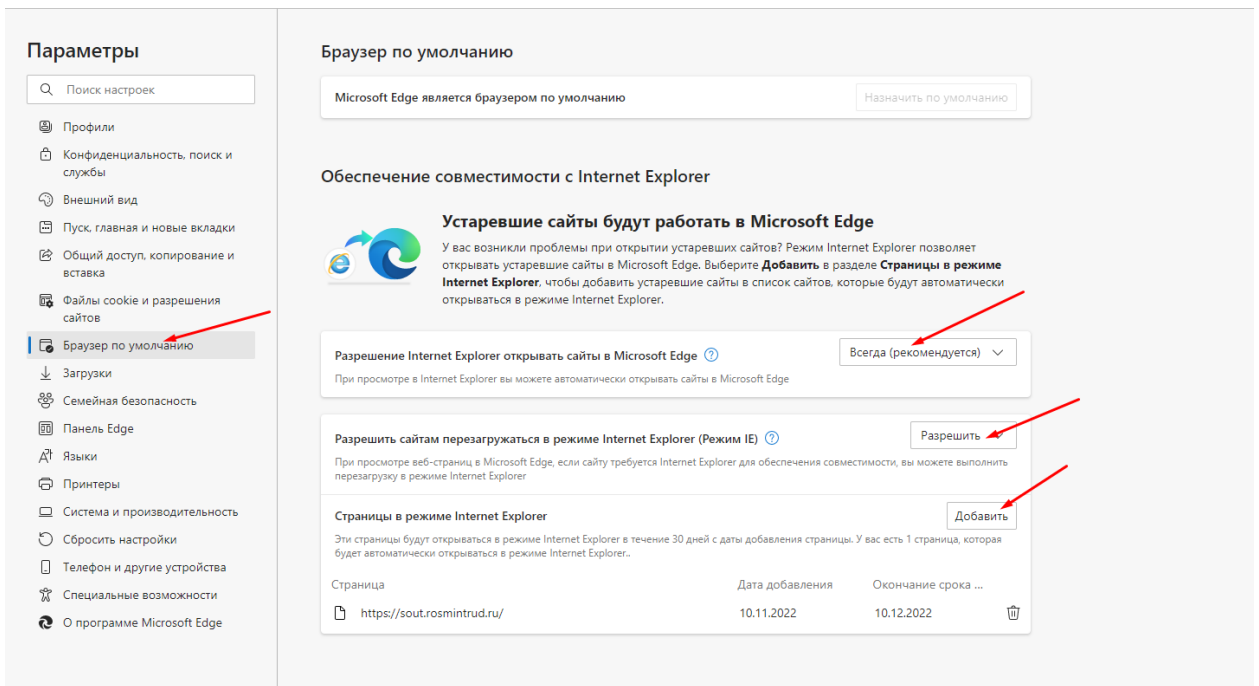 Параметры
Поиск настроек
Профили
Конфиденциальность, поиск и
службы
Внешний вид
Пуск, главная и новые вкладки
Общий доступ, копирование и
вставка
Файлы cookie и разрешения
сайтов
Браузер по умолчанию
Загрузки
Семейная безопасность
Панель Edge
Языки
Принтеры
Система и производительность
Сбросить настройки
Телефон и другие устройства
Специальные возможности
О программе Microsoft Edge
Браузер по умолчанию
Microsoft Edge является браузером по умолчанию
Назначить по умолчанию
Обеспечение совместимости с Internet Explorer
Устаревшие сайты будут работать в Microsoft Edge
У вас возникли проблемы при открытии устаревших сайтов? Режим Internet Explorer позволяет
открывать устаревшие сайты в Microsoft Edge. Выберите Добавить в разделе Страницы в режиме
Internet Explorer, чтобы добавить устаревшие сайты в список сайтов, которые будут автоматически
открываться в режиме Internet Explorer.
Разрешение Internet Explorer открывать сайты в Microsoft Edge
Всегда (рекомендуется)
При просмотре в Internet Explorer вы можете автоматически открывать сайты в Microsoft Edge
Разрешить сайтам перезагружаться в режиме Internet Explorer (Режим IE)
Разрешить
При просмотре веб-страниц в Microsoft Edge, если сайту требуется Internet Explorer для обеспечения совместимости, вы можете выполнить
перезагрузку в режиме Internet Explorer
Страницы в режиме Internet Explorer
Добавить
Эти страницы будут открываться в режиме Internet Explorer в течение 30 дней с даты добавления страницы. У вас есть 1 страница, которая
будет автоматически открываться в режиме Internet Explorer..
Страница Дата добавления Окончание срока ...
https://sout.rosmintrud.ru/ 10.11.2022 10.12.2022